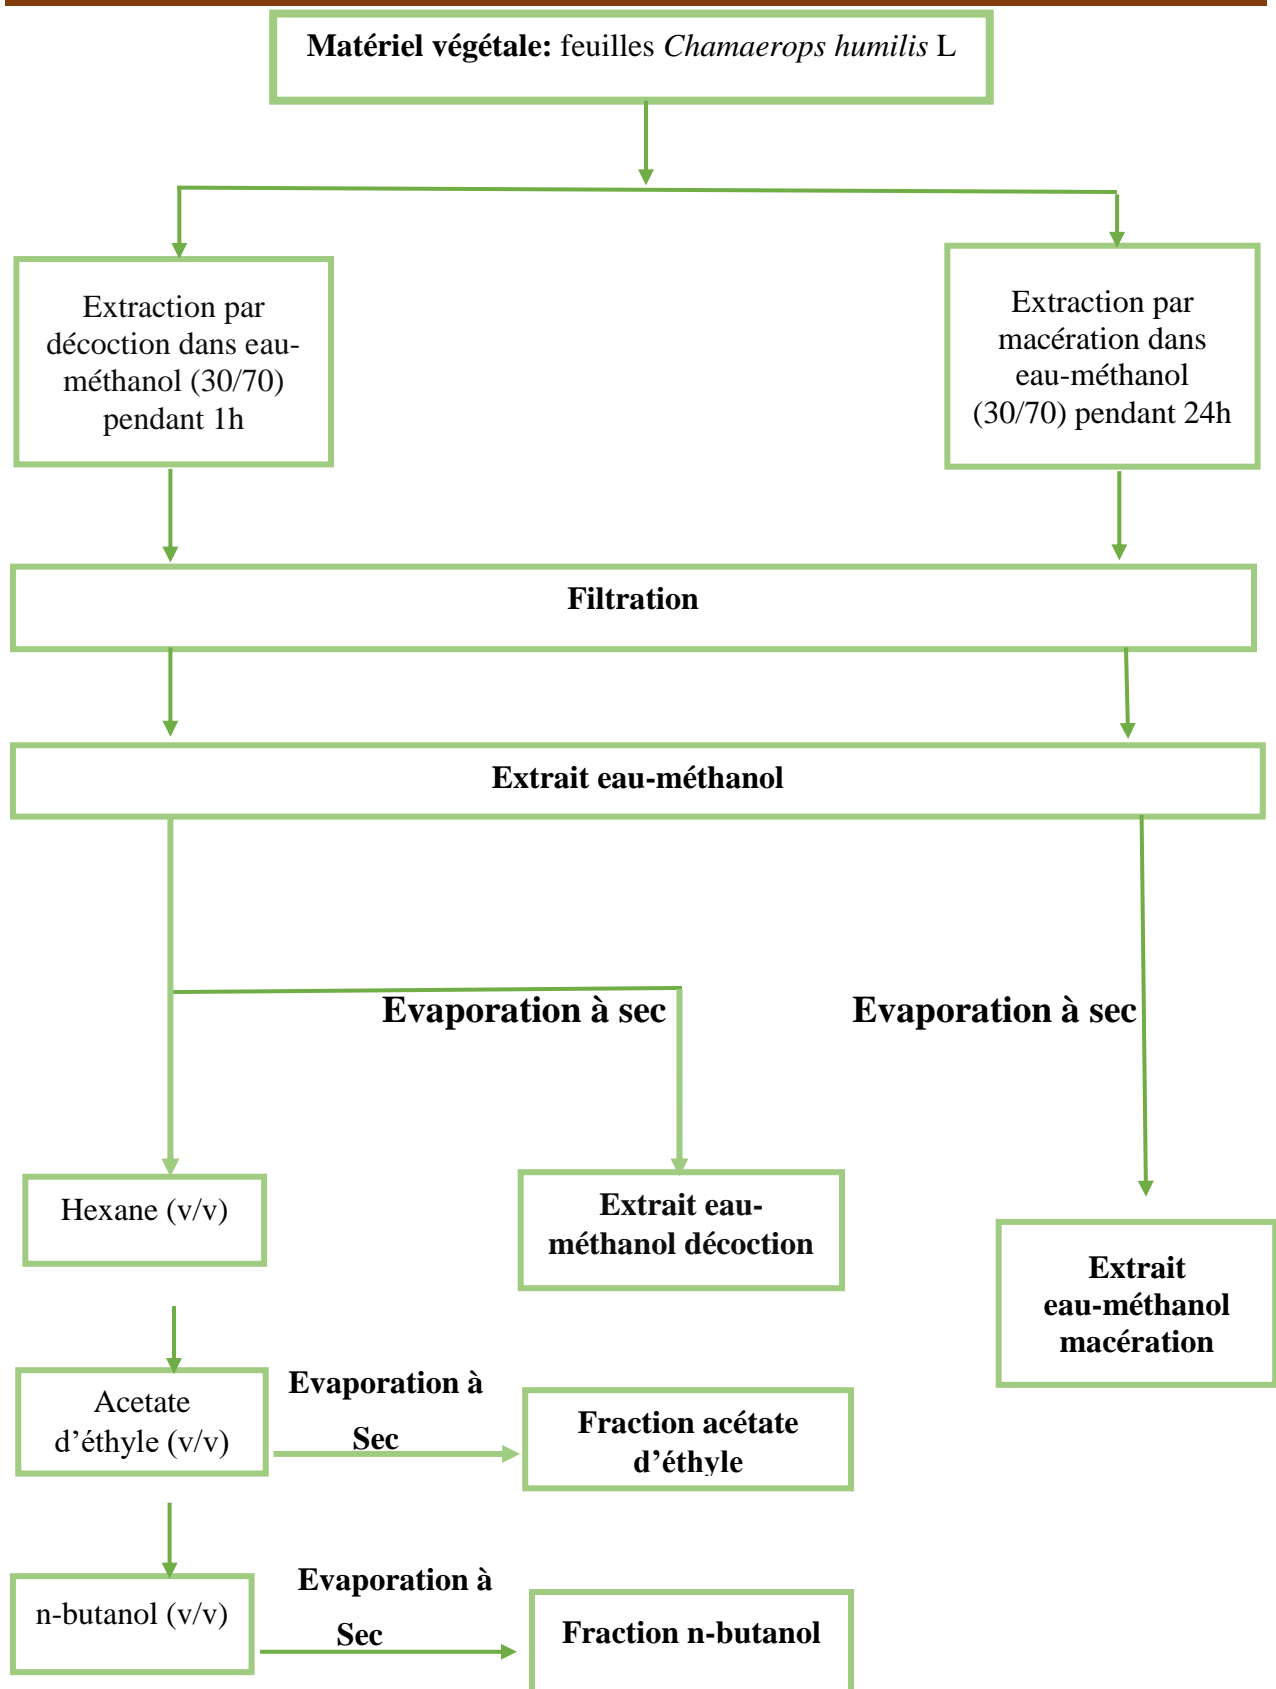 Matériel végétale: feuilles Chamaerops humilis L
Extraction par
décoction dans eau-
méthanol (30/70)
pendant 1h
Extraction par
macération dans
eau-méthanol
(30/70) pendant 24h
Filtration
Extrait eau-méthanol
Evaporation à sec
Evaporation à sec
Hexane (v/v)
Extrait eau-
méthanol décoction
Extrait
eau-méthanol
macération
Acetate
d’éthyle (v/v)
Evaporation à
Sec
Fraction acétate
d’éthyle
n-butanol (v/v)
Evaporation à
Sec
Fraction n-butanol